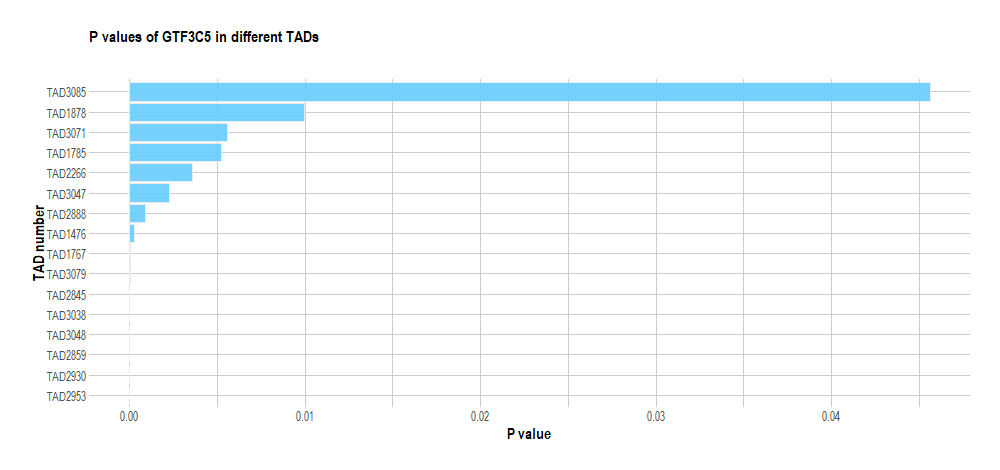 P values of GTF3C5 in different TADs
TAD3085
TAD1878
TAD3071
TAD1785
TAD2266
TAD3047
TAD2888
TAD1476
TAD1767
TAD3079
TAD2845
TAD3038
TAD3048
TAD2859
TAD2930
TAD2953
TAD number
0.00 0.01 0.02 0.03 0.04
P value